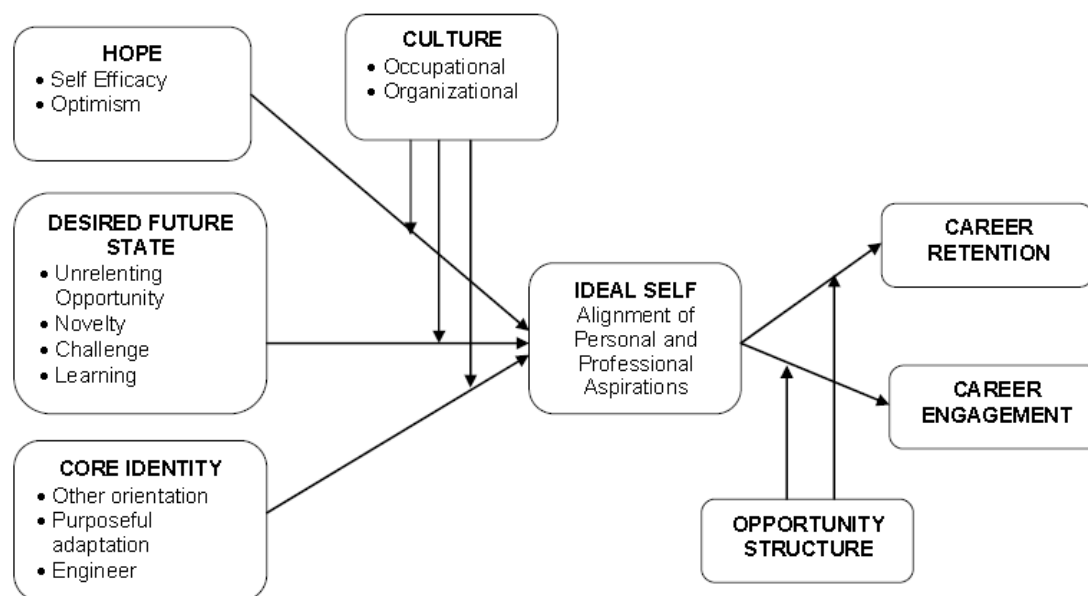 HOPE
• Self Efficacy
• Optimism
CULTURE
• Occupational
• Organizational
DESIRED FUTURE
STATE
• Unrelenting
Opportunity
• Novelty
• Challenge
• Learning
CORE IDENTITY
• Other orientation
• Purposeful
adaptation
• Engineer
IDEAL SELF
Alignment of
Personal and
Professional
Aspirations
CAREER
RETENTION
CAREER
ENGAGEMENT
OPPORTUNITY
STRUCTURE